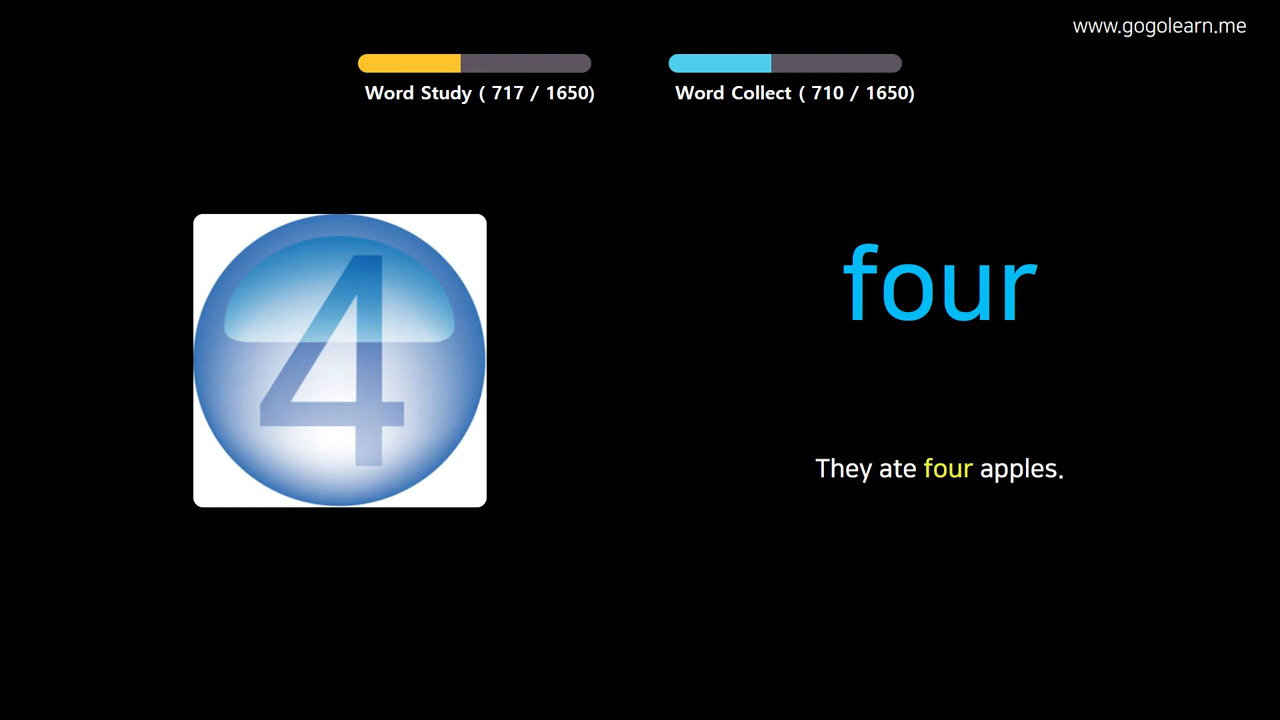 www.gogolearn.me
Word Study ( 717 / 1650)
Word Collect ( 710 / 1650)
4
four
They ate four apples.